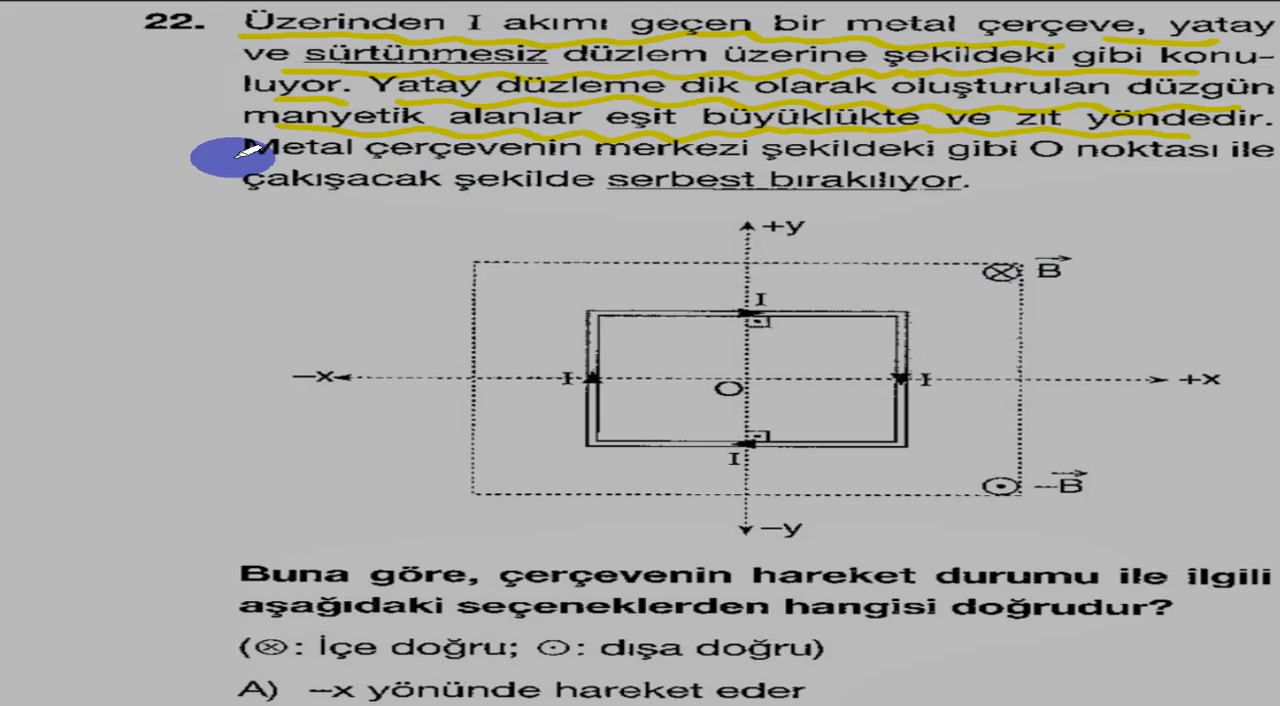 22. Üzerinden I akımı geçen bir metal çerçeve, yatay
ve sürtünmesiz düzlem üzerine şekildeki gibi konu-
luyor. Yatay düzleme dik olarak oluşturulan düzgün
manyetik alanlar eşit büyüklükte ve zıt yöndedir.
Metal çerçevenin merkezi şekildeki gibi O noktası ile
çakışacak şekilde serbest bırakılıyor.
+y
B
I
−x I O I +x
I
−B
−y
Buna göre, çerçevenin hareket durumu ile ilgili
aşağıdaki seçeneklerden hangisi doğrudur?
(⊗: İçe doğru; ⊙: dışa doğru)
A) −x yönünde hareket eder